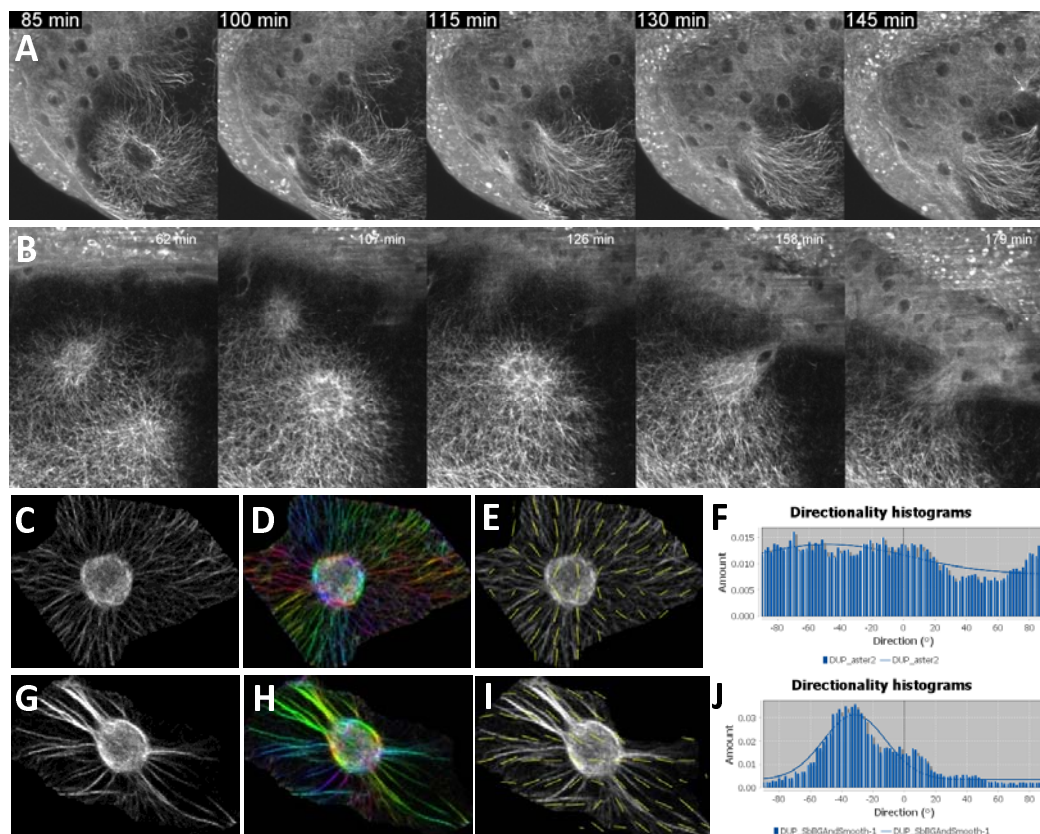 85 min 100 min 115 min 130 min 145 min
A
B 62 min 107 min 126 min 158 min 179 min
C D E F
Directionality histograms
Amount
0.015
0.010
0.005
0.000
-80 -60 -40 -20 0 20 40 60 80
Direction (°)
DUP_aster2 DUP_aster2
G H I J
Directionality histograms
Amount
0.03
0.02
0.01
0.00
-80 -60 -40 -20 0 20 40 60 80
Direction (°)
DUP_SbBGAndSmooth-1 DUP_SbBGAndSmooth-1